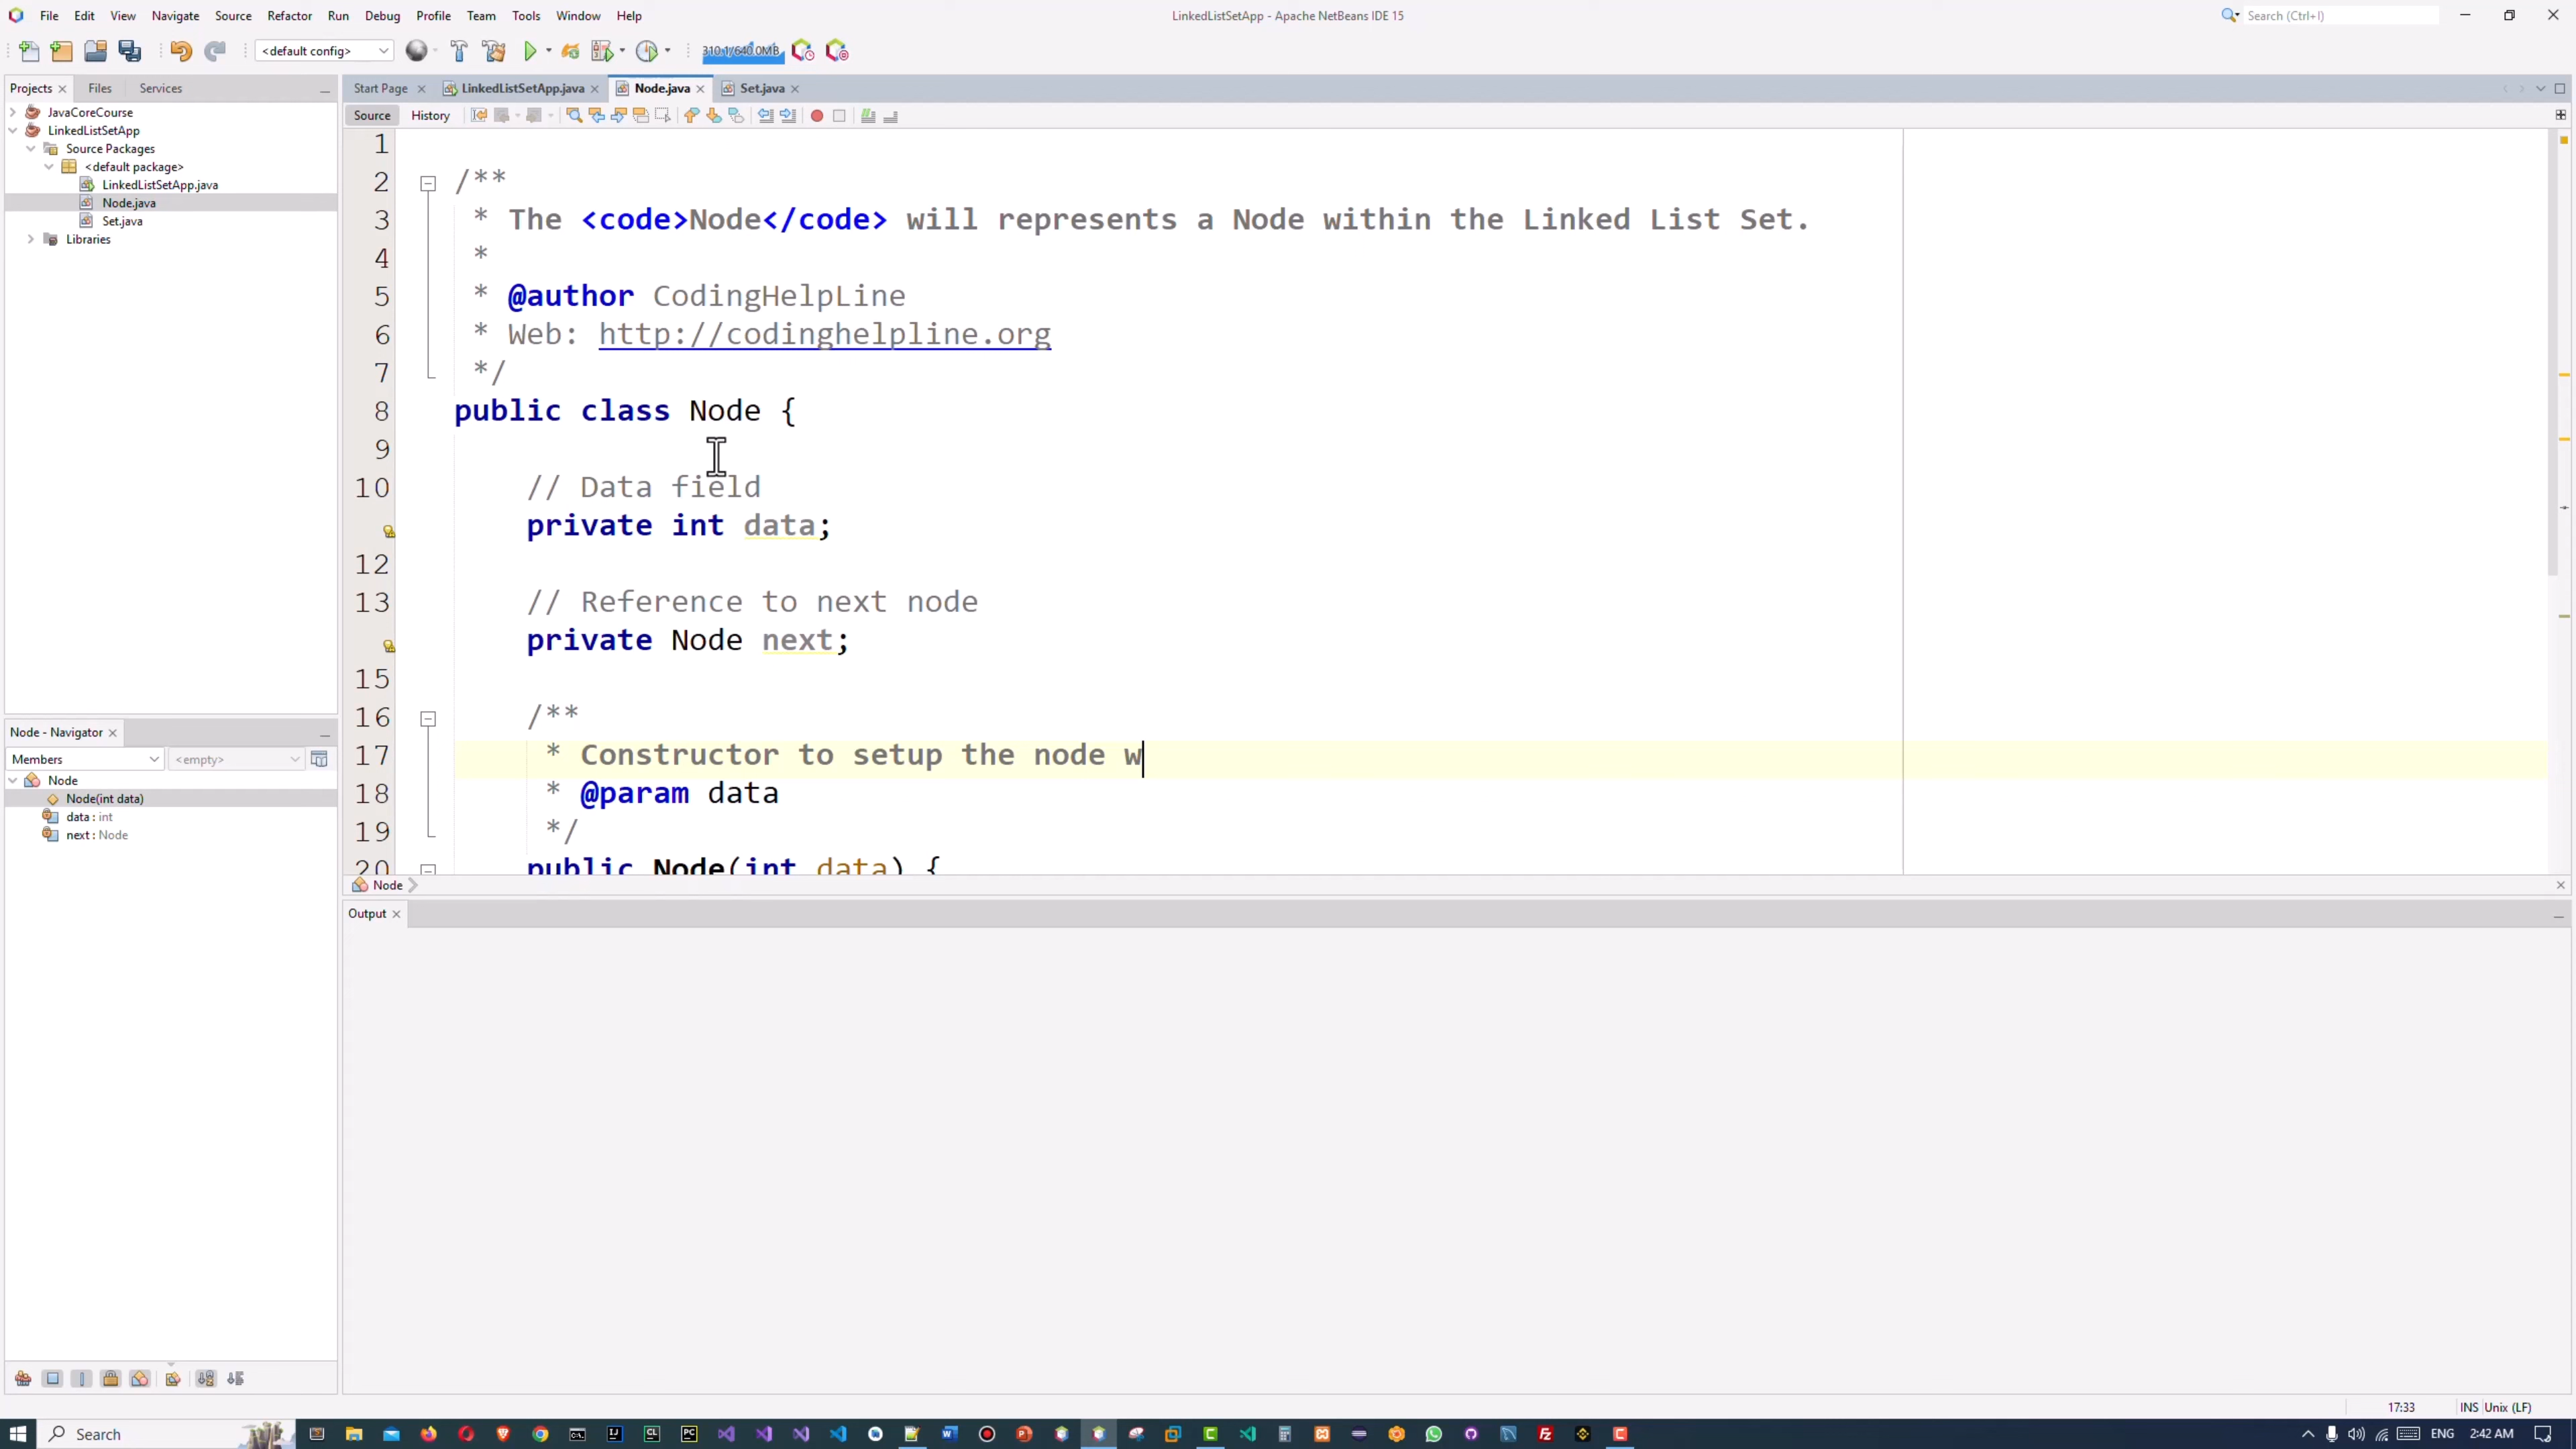 File Edit View Navigate Source Refactor Run Debug Profile Team Tools Window Help
LinkedListSetApp - Apache NetBeans IDE 15
Search (Ctrl+I)
<default config>
310.1/640.0MB
Projects Files Services
Start Page LinkedListSetApp.java Node.java Set.java
Source History
JavaCoreCourse
LinkedListSetApp
Source Packages
<default package>
LinkedListSetApp.java
Node.java
Set.java
Libraries
1
2 /**
3 * The <code>Node</code> will represents a Node within the Linked List Set.
4 *
5 * @author CodingHelpLine
6 * Web: http://codinghelpline.org
7 */
8 public class Node {
9
10 // Data field
private int data;
12
13 // Reference to next node
private Node next;
15
16 /**
17 * Constructor to setup the node w
18 * @param data
19 */
20 public Node(int data) {
Node
Node - Navigator
Members <empty>
Node
Node(int data)
data : int
next : Node
Output
17:33 INS Unix (LF)
Search
ENG 2:42 AM